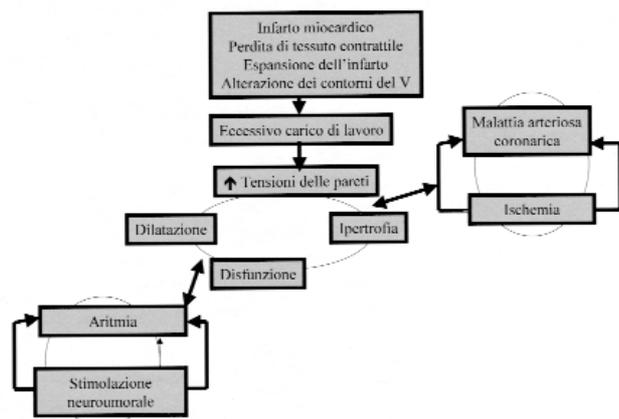 Infarto miocardico
Perdita di tessuto contrattile
Espansione dell'infarto
Alterazione dei contorni del V
Eccessivo carico di lavoro
Malattia arteriosa
coronarica
↑ Tensioni delle pareti
Ischemia
Dilatazione
Ipertrofia
Disfunzione
Aritmia
Stimolazione
neuroumorale